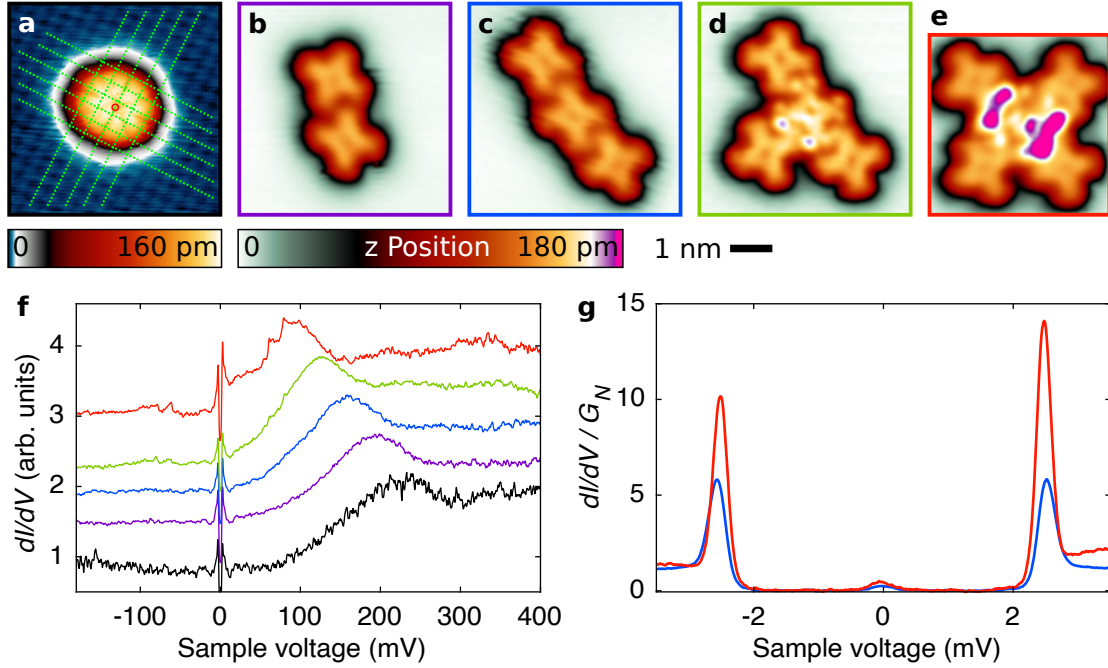 a
b
c
d
e
0 160 pm
0 z Position 180 pm
1 nm
f
4
3
2
1
dI/dV (arb. units)
-100 0 100 200 300 400
Sample voltage (mV)
g
15
10
5
0
dI/dV / G_N
-2 0 2
Sample voltage (mV)